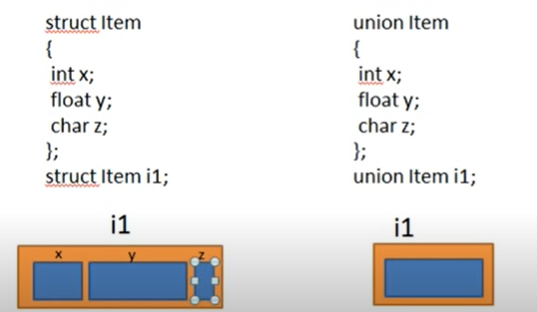 struct Item
{
int x;
float y;
char z;
};
struct Item i1;
i1
x y z
union Item
{
int x;
float y;
char z;
};
union Item i1;
i1